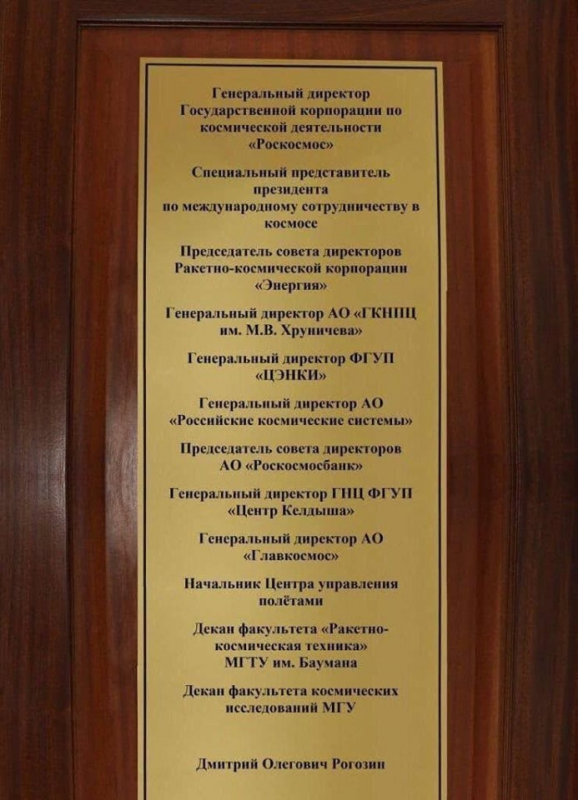 Генеральный директор
Государственной корпорации по
космической деятельности
«Роскосмос»
Специальный представитель
президента
по международному сотрудничеству в
космосе
Председатель совета директоров
Ракетно-космической корпорации
«Энергия»
Генеральный директор АО «ГКНПЦ
им. М.В. Хруничева»
Генеральный директор ФГУП
«ЦЭНКИ»
Генеральный директор АО
«Российские космические системы»
Председатель совета директоров
АО «Роскосмосбанк»
Генеральный директор ГНЦ ФГУП
«Центр Келдыша»
Генеральный директор АО
«Главкосмос»
Начальник Центра управления
полётами
Декан факультета «Ракетно-
космическая техника»
МГТУ им. Баумана
Декан факультета космических
исследований МГУ
Дмитрий Олегович Рогозин